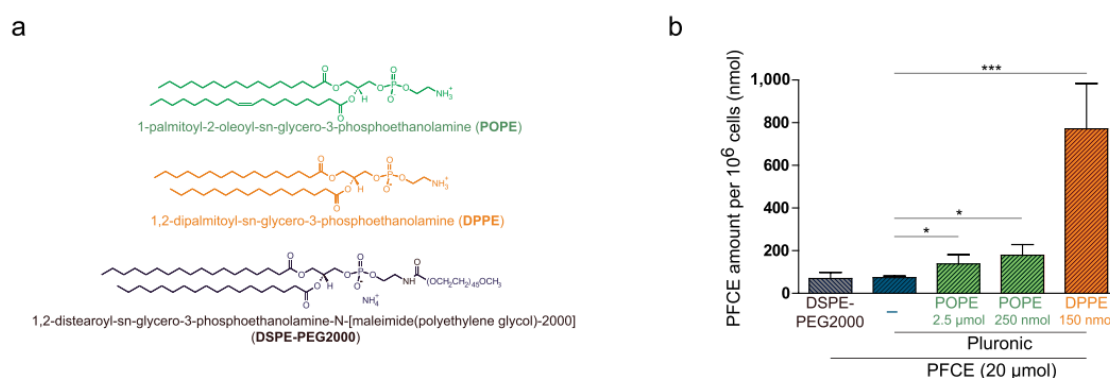 a
1-palmitoyl-2-oleoyl-sn-glycero-3-phosphoethanolamine (POPE)
1,2-dipalmitoyl-sn-glycero-3-phosphoethanolamine (DPPE)
1,2-distearoyl-sn-glycero-3-phosphoethanolamine-N-[maleimide(polyethylene glycol)-2000]
(DSPE-PEG2000)
O
O
O
P
O
NH₃⁺
O
H
O⁻
O
O
O
O
P
O
NH₃⁺
O
H
O⁻
O
O
O
O
P
O
NH
O
(OCH₂CH₂)₄₅OCH₃
O
H
O⁻
O
NH₄⁺
b
PFCE amount per 10⁶ cells (nmol)
1,000
800
600
400
200
0
***
*
*
DSPE-
PEG2000
–
POPE
2.5 µmol
POPE
250 nmol
DPPE
150 nmo
Pluronic
PFCE (20 µmol)